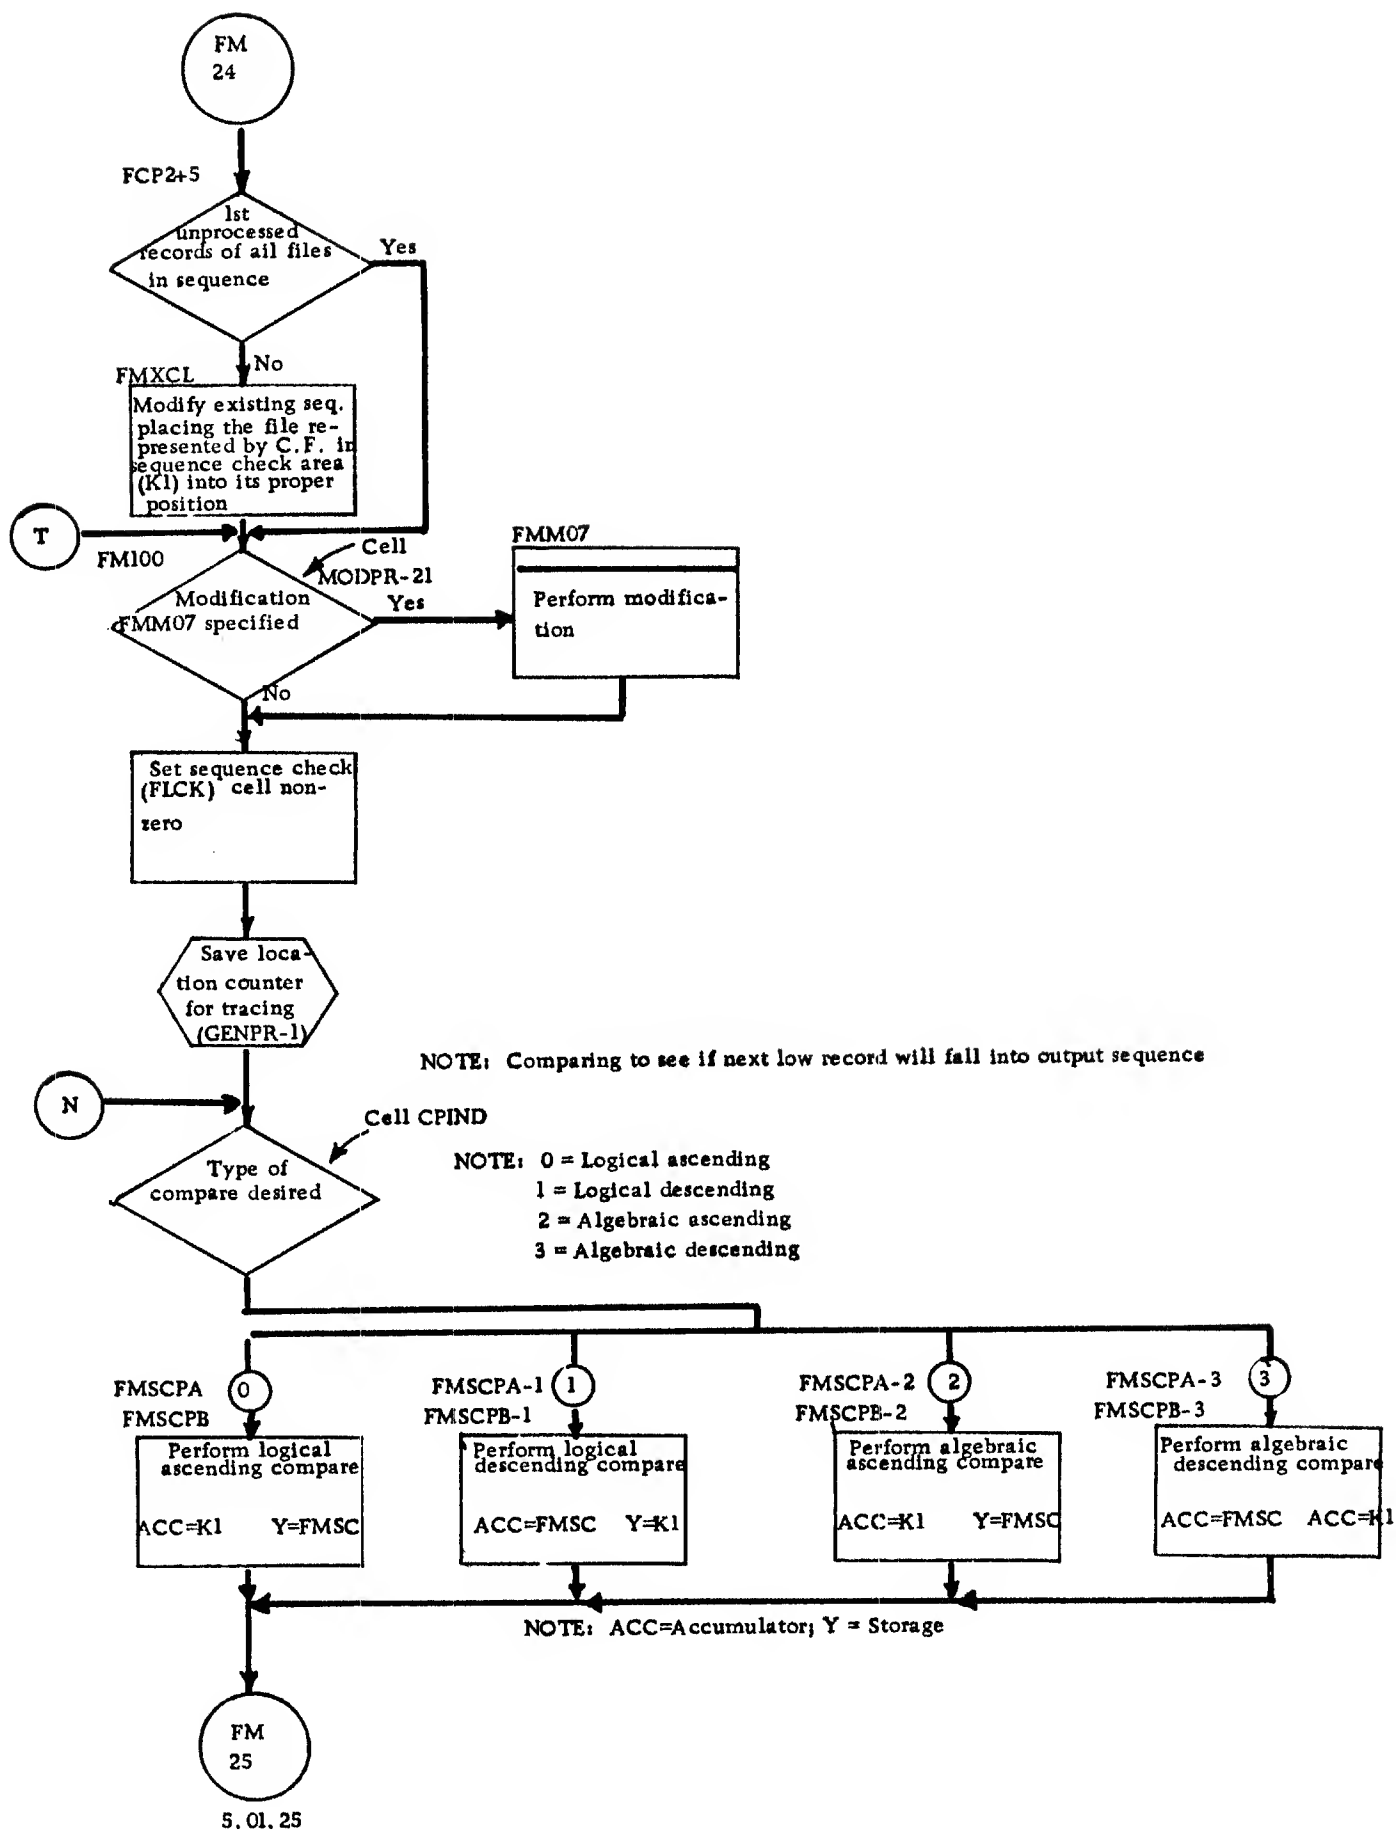 FM
24
FCP2+5
1st
unprocessed
records of ail files
in sequence
Yes
No
FMXCL
Modify existing seq.
placing the file re-
presented by C.F. in
sequence check area
(K1) into its proper
position
T
FM100
Cell
MODPR-21
Modification
FMM07 specified
Yes
FMM07
Perform modifica-
tion
No
Set sequence check
(FLCK) cell non-
zero
Save loca-
tion counter
for tracing
(GENPR-1)
NOTE: Comparing to see if next low record will fall into output sequence
N
Cell CPIND
Type of
compare desired
NOTE: 0 = Logical ascending
1 = Logical descending
2 = Algebraic ascending
3 = Algebraic descending
FMSCPA
FMSCPB
0
FMSCPA-1
FMSCPB-1
1
FMSCPA-2
FMSCPB-2
2
FMSCPA-3
FMSCPB-3
3
Perform logical
ascending compare
ACC=K1 Y=FMSC
Perform logical
descending compare
ACC=FMSC Y=K1
Perform algebraic
ascending compare
ACC=K1 Y=FMSC
Perform algebraic
descending compare
ACC=FMSC ACC=K1
NOTE: ACC=Accumulator; Y = Storage
FM
25
5.01.25